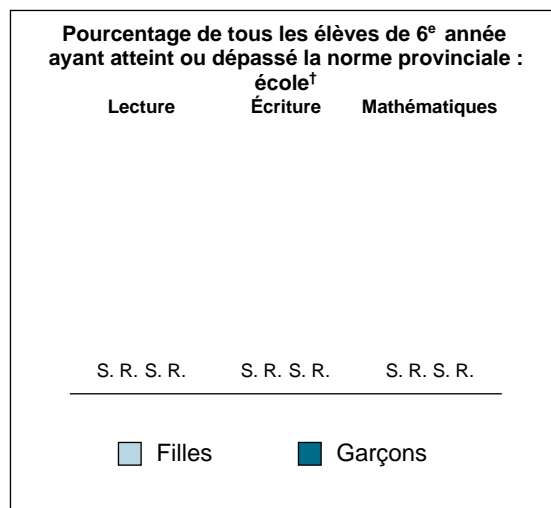 Pourcentage de tous les élèves de 6e année
ayant atteint ou dépassé la norme provinciale :
école†
Lecture Écriture Mathématiques
S. R. S. R. S. R. S. R. S. R. S. R.
Filles Garçons